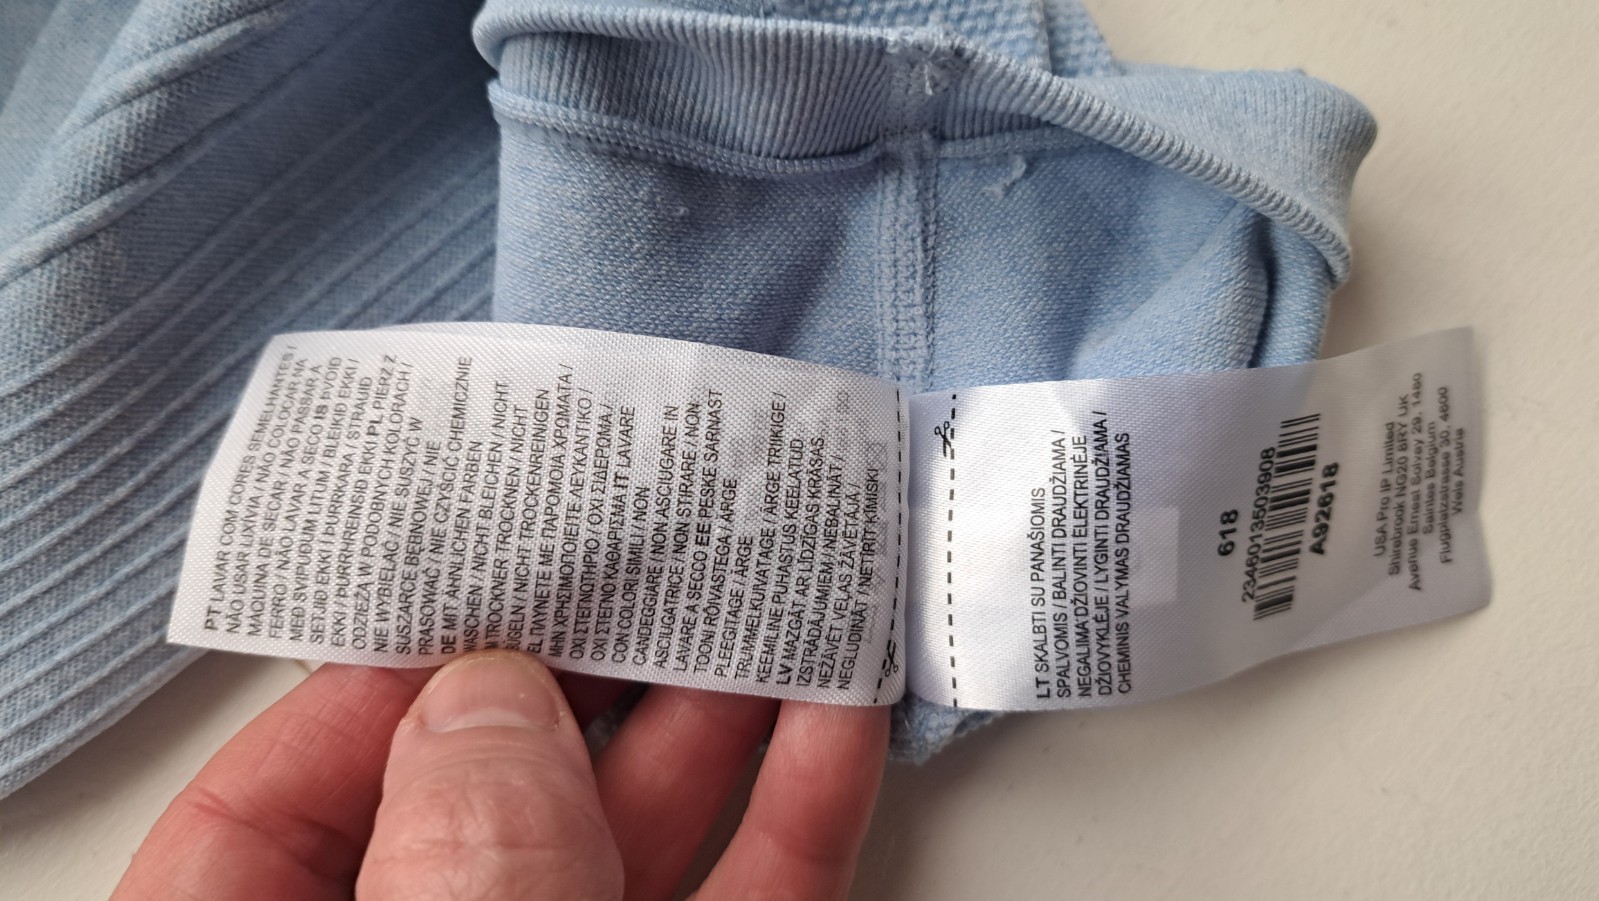 PT LAVAR COM CORES SEMELHANTES /
NÃO USAR LIXÍVIA / NÃO COLOCAR NA
MÁQUINA DE SECAR / NÃO PASSAR A
FERRO / NÃO LAVAR A SECO IS ÞVOID
MEÐ SVIPUÐUM LITUM / BLEIKIÐ EKKI /
SETJIÐ EKKI Í ÞURRKARA STRAUIÐ
EKKI / ÞURRHREINSIÐ EKKI PL PIERZ Z
ODZIEŻĄ W PODOBNYCH KOLORACH /
NIE WYBIELAĆ / NIE SUSZYĆ W
SUSZARCE BĘBNOWEJ / NIE
PRASOWAĆ / NIE CZYŚCIĆ CHEMICZNIE
DE MIT ÄHNLICHEN FARBEN
WASCHEN / NICHT BLEICHEN / NICHT
TROCKNER TROCKNEN / NICHT
BÜGELN / NICHT TROCKENREINIGEN
EL ΠΛΥΝΕΤΕ ΜΕ ΠΑΡΟΜΟΙΑ ΧΡΩΜΑΤΑ /
ΜΗΝ ΧΡΗΣΙΜΟΠΟΙΕΙΤΕ ΛΕΥΚΑΝΤΙΚΟ /
ΟΧΙ ΣΤΕΓΝΩΤΗΡΙΟ / ΟΧΙ ΣΙΔΕΡΩΜΑ /
ΟΧΙ ΣΤΕΓΝΟ ΚΑΘΑΡΙΣΜΑ IT LAVARE
CON COLORI SIMILI / NON
CANDEGGIARE / NON ASCIUGARE IN
ASCIUGATRICE / NON STIRARE / NON
LAVARE A SECCO EE PESKE SARNAST
TOONI RÕIVASTEGA / ÄRGE
PLEEGITAGE / ÄRGE
TRUMMELKUIVATAGE / ÄRGE TRIIKIGE /
KEEMILINE PUHASTUS KEELATUD
LV MAZGĀT AR LĪDZĪGAS KRĀSAS
IZSTRĀDĀJUMIEM / NEBALINĀT /
NEŽĀVĒT VEĻAS ŽĀVĒTĀJĀ /
NEGLUDINĀT / NETĪRĪT ĶĪMISKI
LT SKALBTI SU PANAŠIOMIS
SPALVOMIS / BALINTI DRAUDŽIAMA /
NEGALIMA DŽIOVINTI ELEKTRINĖJE
DŽIOVYKLĖJE / LYGINTI DRAUDŽIAMA /
CHEMINIS VALYMAS DRAUDŽIAMAS
618
2346013503908
A92618
USA Pro IP Limited
Shirebrook NG20 8RY UK
Avenue Ernest Solvay 29, 1480
Saintes Belgium
Flugplatzstrasse 30, 4600
Wels Austria